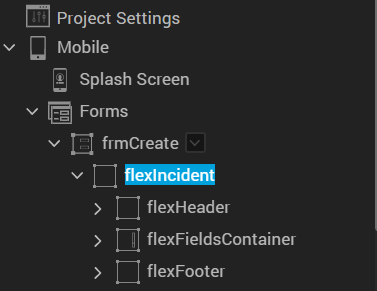 Project Settings
Mobile
Splash Screen
Forms
frmCreate
flexIncident
flexHeader
flexFieldsContainer
flexFooter